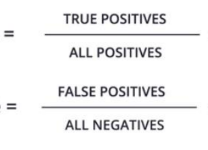 =
TRUE POSITIVES
ALL POSITIVES
=
FALSE POSITIVES
ALL NEGATIVES